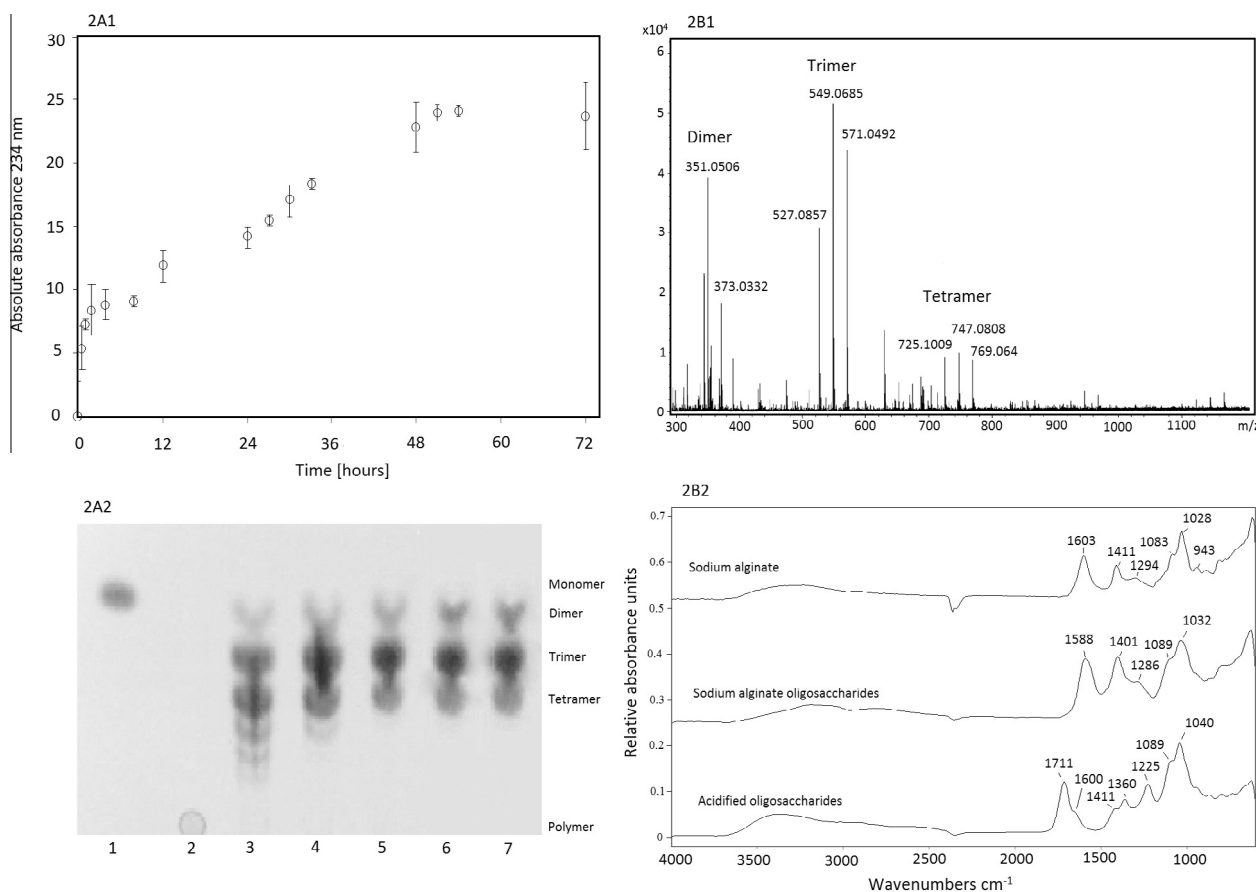 2A1
Absolute absorbance 234 nm
30
25
20
15
10
5
0
0 12 24 36 48 60 72
Time [hours]
2B1
x10⁴
6
5
4
3
2
1
0
Trimer
549.0685
Dimer
351.0506
571.0492
527.0857
373.0332
Tetramer
747.0808
725.1009
769.064
300 400 500 600 700 800 900 1000 1100 m/z
2A2
Monomer
Dimer
Trimer
Tetramer
Polymer
1 2 3 4 5 6 7
2B2
Relative absorbance units
0.7
0.6
0.5
0.4
0.3
0.2
0.1
0
Sodium alginate
1603
1411
1294
1083
1028
943
Sodium alginate oligosaccharides
1588
1401
1286
1089
1032
Acidified oligosaccharides
1711
1600
1411
1360
1225
1089
1040
4000 3000 2500 2000 1500 1000
Wavenumbers cm⁻¹